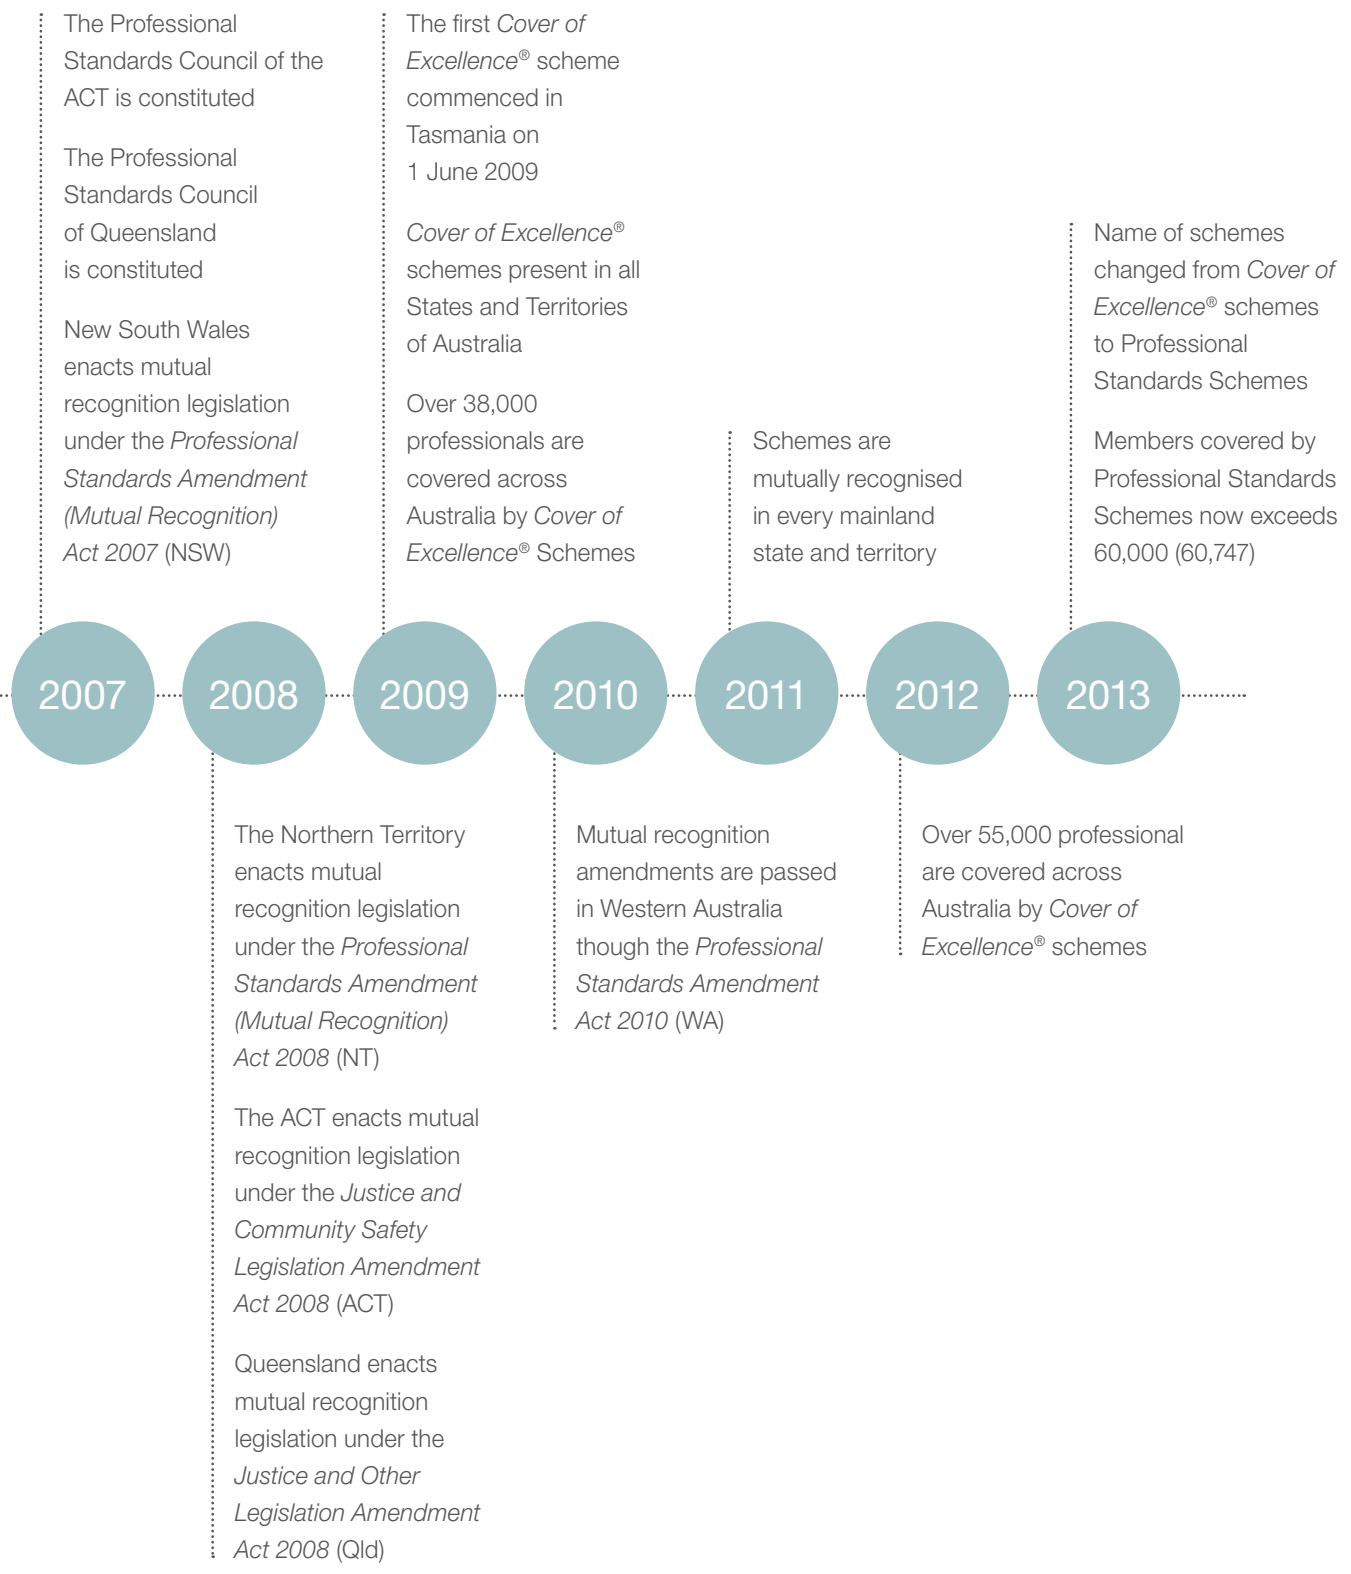 The Professional
Standards Council of the
ACT is constituted
The Professional
Standards Council
of Queensland
is constituted
New South Wales
enacts mutual
recognition legislation
under the Professional
Standards Amendment
(Mutual Recognition)
Act 2007 (NSW)
The first Cover of
Excellence® scheme
commenced in
Tasmania on
1 June 2009
Cover of Excellence®
schemes present in all
States and Territories
of Australia
Over 38,000
professionals are
covered across
Australia by Cover of
Excellence® Schemes
Schemes are
mutually recognised
in every mainland
state and territory
Name of schemes
changed from Cover of
Excellence® schemes
to Professional
Standards Schemes
Members covered by
Professional Standards
Schemes now exceeds
60,000 (60,747)
2007
2008
2009
2010
2011
2012
2013
The Northern Territory
enacts mutual
recognition legislation
under the Professional
Standards Amendment
(Mutual Recognition)
Act 2008 (NT)
The ACT enacts mutual
recognition legislation
under the Justice and
Community Safety
Legislation Amendment
Act 2008 (ACT)
Queensland enacts
mutual recognition
legislation under the
Justice and Other
Legislation Amendment
Act 2008 (Qld)
Mutual recognition
amendments are passed
in Western Australia
though the Professional
Standards Amendment
Act 2010 (WA)
Over 55,000 professional
are covered across
Australia by Cover of
Excellence® schemes